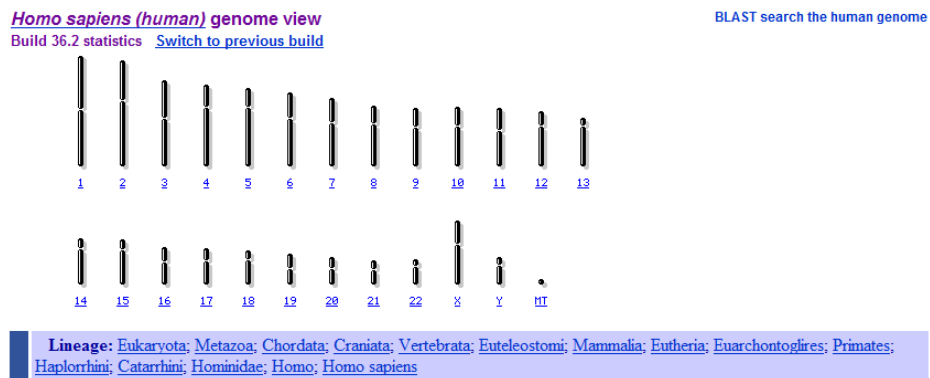 Homo sapiens (human) genome view
BLAST search the human genome
Build 36.2 statistics Switch to previous build
1 2 3 4 5 6 7 8 9 10 11 12 13
14 15 16 17 18 19 20 21 22 X Y MT
Lineage: Eukaryota; Metazoa; Chordata; Craniata; Vertebrata; Euteleostomi; Mammalia; Eutheria; Euarchontoglires; Primates;
Haplorrhini; Catarrhini; Hominidae; Homo; Homo sapiens